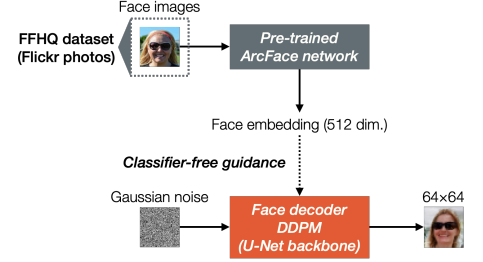 Face images
FFHQ dataset
(Flickr photos)
Pre-trained
ArcFace network
Face embedding (512 dim.)
Classifier-free guidance
Gaussian noise
Face decoder
DDPM
(U-Net backbone)
64×64